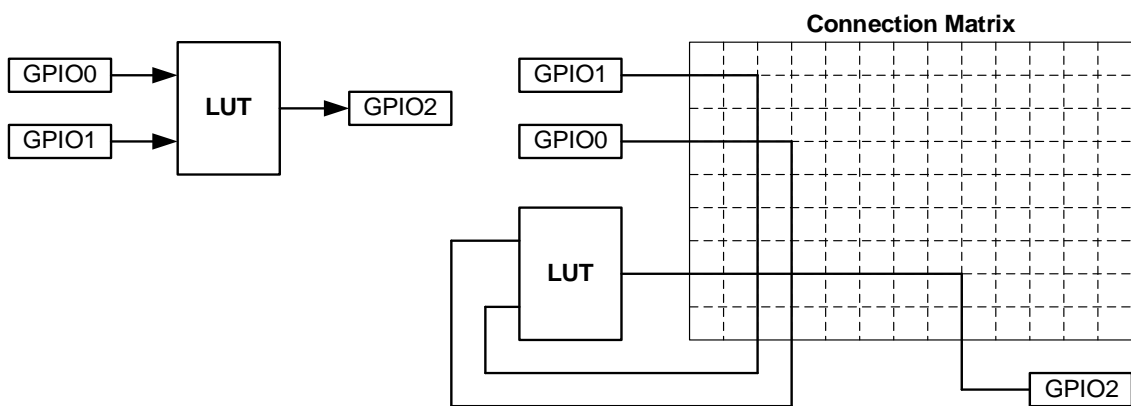 Connection Matrix
GPIO0
GPIO1
LUT
GPIO2
GPIO1
GPIO0
LUT
GPIO2